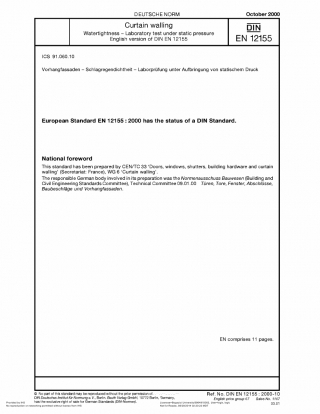 DEUTSCHE NORM
October 2000
Curtain walling
Watertightness – Laboratory test under static pressure
English version of DIN EN 12155
DIN
EN 12155
ICS 91.060.10
Vorhangfassaden – Schlagregendichtheit – Laborprüfung unter Aufbringung von statischem Druck
European Standard EN 12155 : 2000 has the status of a DIN Standard.
National foreword
This standard has been prepared by CEN/TC 33 'Doors, windows, shutters, building hardware and curtain
walling' (Secretariat: France), WG 6 'Curtain walling'.
The responsible German body involved in its preparation was the Normenausschuss Bauwesen (Building and
Civil Engineering Standards Committee), Technical Committee 09.01.00 Türen, Tore, Fenster, Abschlüsse,
Baubeschläge und Vorhangfassaden.
EN comprises 11 pages.
© No part of this standard may be reproduced without the prior permission of
DIN Deutsches Institut für Normung e. V., Berlin. Beuth Verlag GmbH, 10772 Berlin, Germany,
has the exclusive right of sale for German Standards (DIN-Normen).
Ref. No. DIN EN 12155 : 2000-10
English price group 07 Sales No. 1107